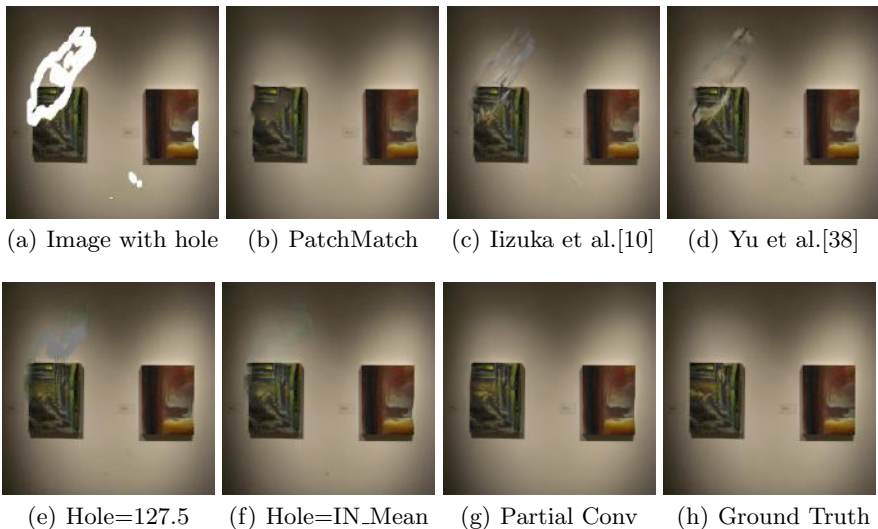 (a) Image with hole (b) PatchMatch (c) Iizuka et al.[10] (d) Yu et al.[38]
(e) Hole=127.5 (f) Hole=IN_Mean (g) Partial Conv (h) Ground Truth